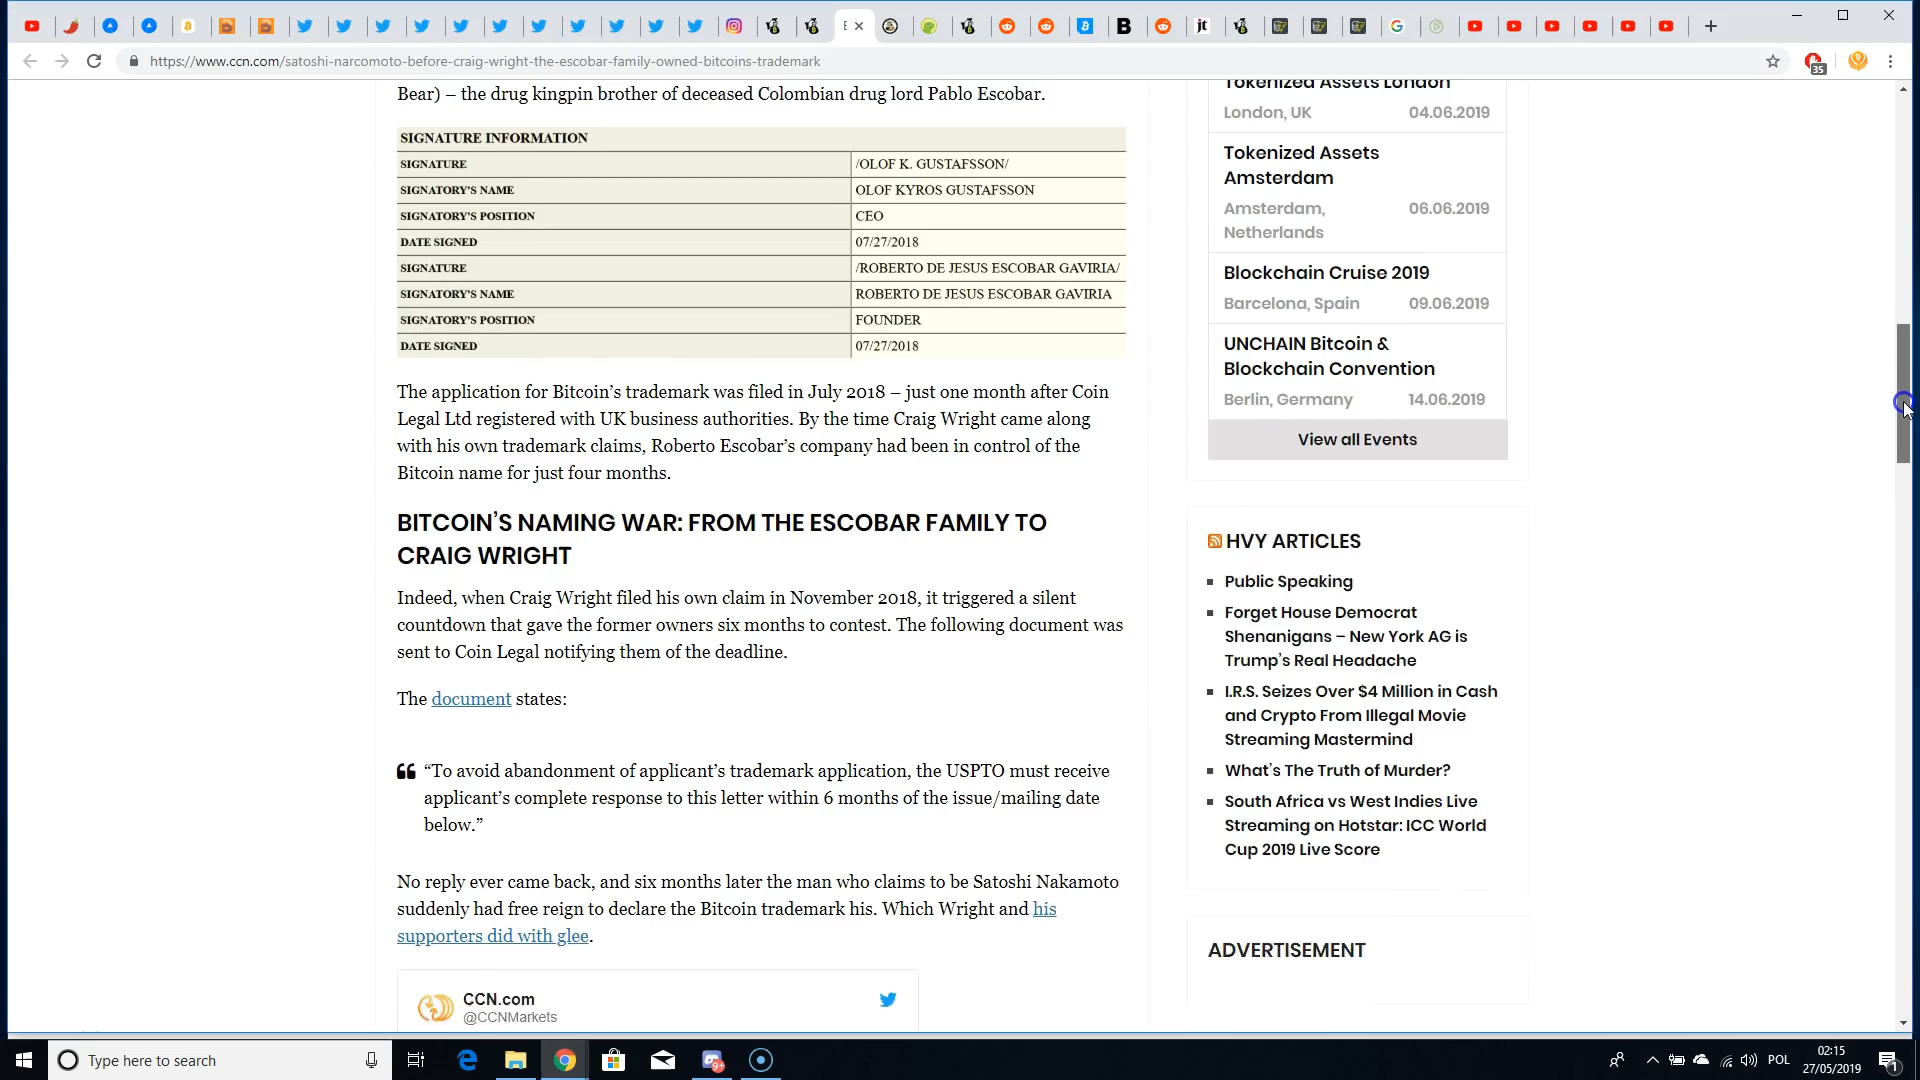 https://www.ccn.com/satoshi-narcomoto-before-craig-wright-the-escobar-family-owned-bitcoins-trademark
35
Bear) – the drug kingpin brother of deceased Colombian drug lord Pablo Escobar.
SIGNATURE INFORMATION
SIGNATURE /OLOF K. GUSTAFSSON/
SIGNATORY'S NAME OLOF KYROS GUSTAFSSON
SIGNATORY'S POSITION CEO
DATE SIGNED 07/27/2018
SIGNATURE /ROBERTO DE JESUS ESCOBAR GAVIRIA/
SIGNATORY'S NAME ROBERTO DE JESUS ESCOBAR GAVIRIA
SIGNATORY'S POSITION FOUNDER
DATE SIGNED 07/27/2018
The application for Bitcoin's trademark was filed in July 2018 – just one month after Coin
Legal Ltd registered with UK business authorities. By the time Craig Wright came along
with his own trademark claims, Roberto Escobar's company had been in control of the
Bitcoin name for just four months.
BITCOIN'S NAMING WAR: FROM THE ESCOBAR FAMILY TO
CRAIG WRIGHT
Indeed, when Craig Wright filed his own claim in November 2018, it triggered a silent
countdown that gave the former owners six months to contest. The following document was
sent to Coin Legal notifying them of the deadline.
The document states:
“To avoid abandonment of applicant's trademark application, the USPTO must receive
applicant's complete response to this letter within 6 months of the issue/mailing date
below.”
No reply ever came back, and six months later the man who claims to be Satoshi Nakamoto
suddenly had free reign to declare the Bitcoin trademark his. Which Wright and his
supporters did with glee.
CCN.com
@CCNMarkets
Tokenized Assets London
London, UK 04.06.2019
Tokenized Assets
Amsterdam
Amsterdam, 06.06.2019
Netherlands
Blockchain Cruise 2019
Barcelona, Spain 09.06.2019
UNCHAIN Bitcoin &
Blockchain Convention
Berlin, Germany 14.06.2019
View all Events
HVY ARTICLES
Public Speaking
Forget House Democrat
Shenanigans – New York AG is
Trump's Real Headache
I.R.S. Seizes Over $4 Million in Cash
and Crypto From Illegal Movie
Streaming Mastermind
What's The Truth of Murder?
South Africa vs West Indies Live
Streaming on Hotstar: ICC World
Cup 2019 Live Score
ADVERTISEMENT
Type here to search
POL
02:15
27/05/2019